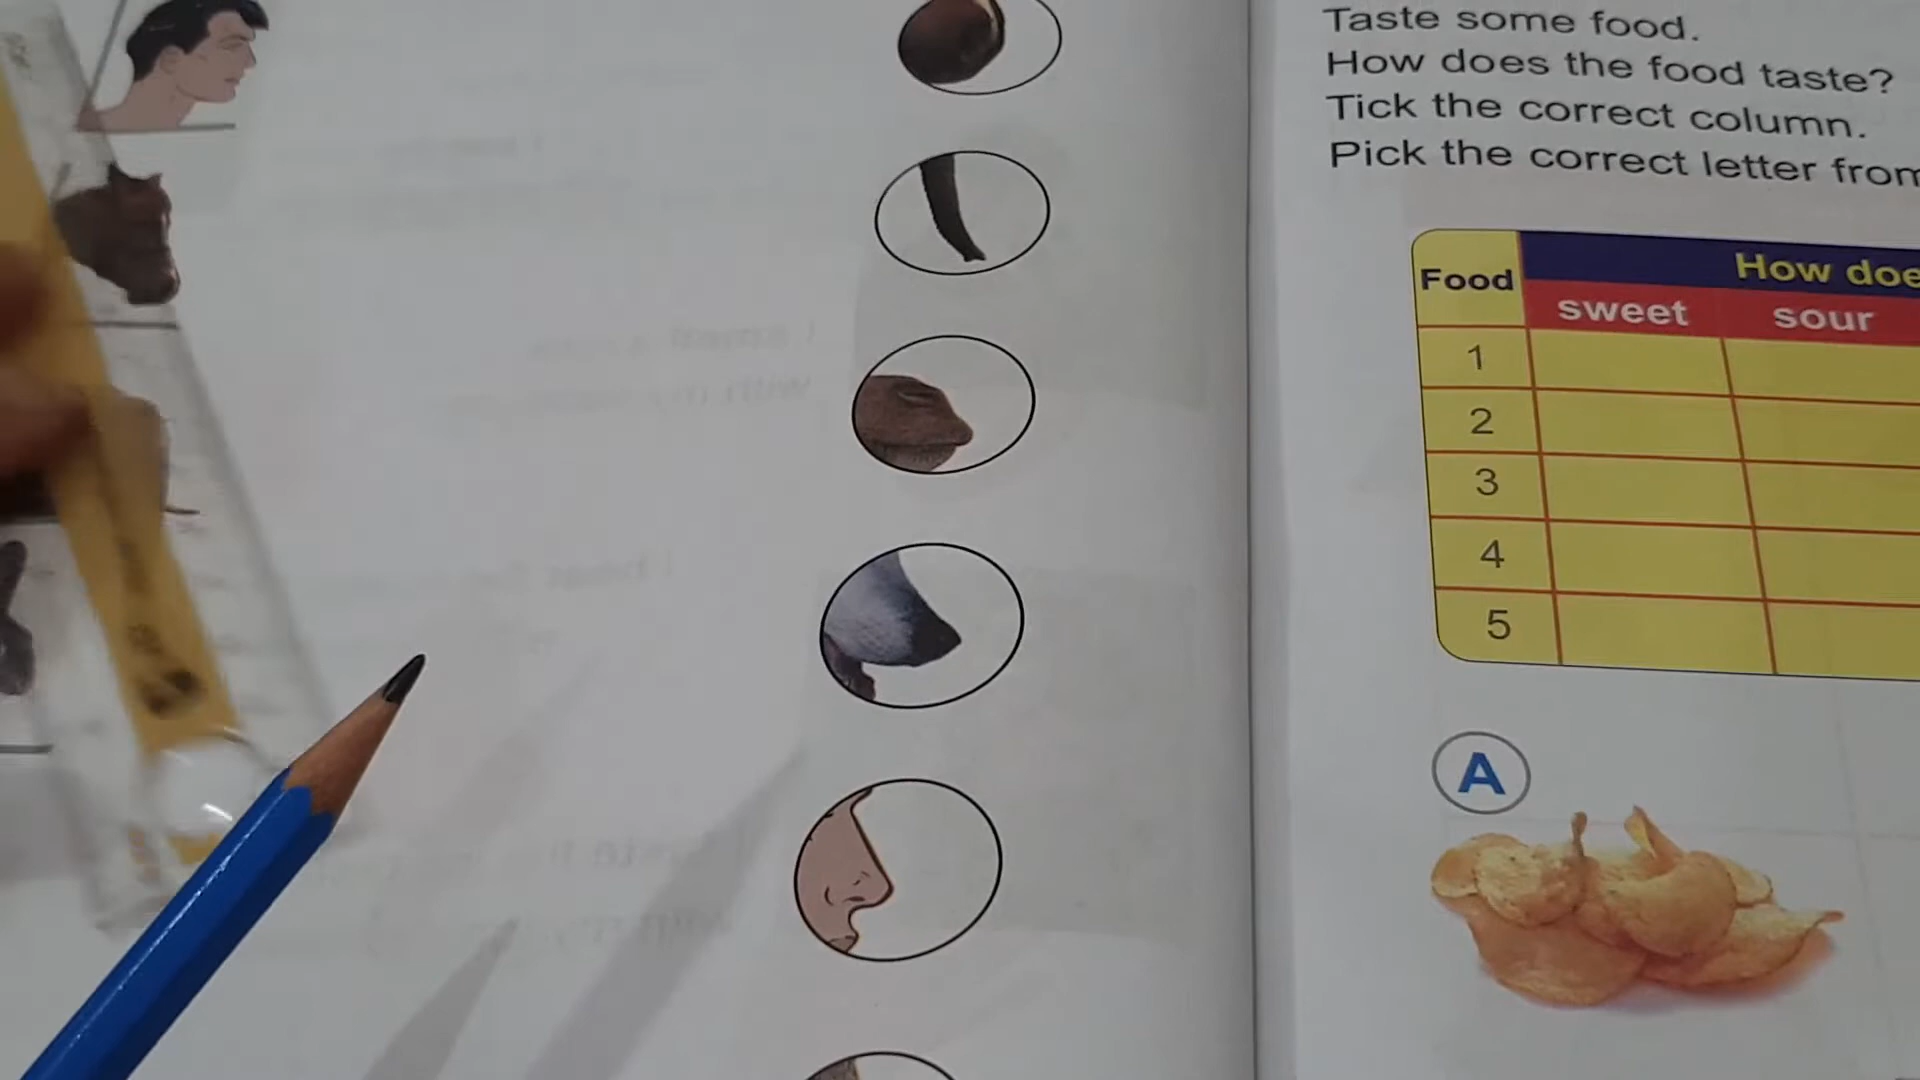 Taste some food.
How does the food taste?
Tick the correct column.
Pick the correct letter from
Food
How doe
sweet
sour
1
2
3
4
5
A